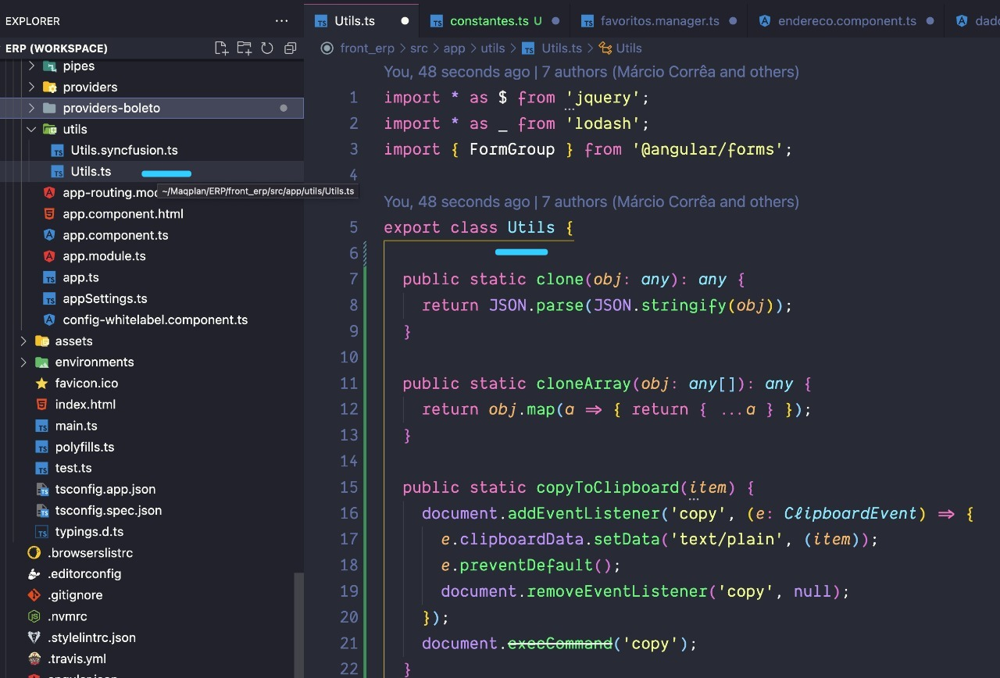 EXPLORER
ERP (WORKSPACE)
pipes
providers
providers-boleto
utils
Utils.syncfusion.ts
Utils.ts
~/Maqplan/ERP/front_erp/src/app/utils/Utils.ts
app.component.html
app.component.ts
app.module.ts
app.ts
appSettings.ts
config-whitelabel.component.ts
assets
environments
favicon.ico
index.html
main.ts
polyfills.ts
test.ts
tsconfig.app.json
tsconfig.spec.json
typings.d.ts
.browserslistrc
.editorconfig
.gitignore
.nvmrc
.stylelintrc.json
.travis.yml
Utils.ts
constantes.ts U
favoritos.manager.ts
endereco.component.ts
front_erp > src > app > utils > Utils.ts > Utils
You, 48 seconds ago | 7 authors (Márcio Corrêa and others)
1 import * as $ from 'jquery';
2 import * as _ from 'lodash';
3 import { FormGroup } from '@angular/forms';
4
You, 48 seconds ago | 7 authors (Márcio Corrêa and others)
5 export class Utils {
6
7 public static clone(obj: any): any {
8 return JSON.parse(JSON.stringify(obj));
9 }
10
11 public static cloneArray(obj: any[]): any {
12 return obj.map(a => { return { ...a } });
13 }
14
15 public static copyToClipboard(item) {
16 document.addEventListener('copy', (e: ClipboardEvent) => {
17 e.clipboardData.setData('text/plain', (item));
18 e.preventDefault();
19 document.removeEventListener('copy', null);
20 });
21 document.execCommand('copy');
22 }